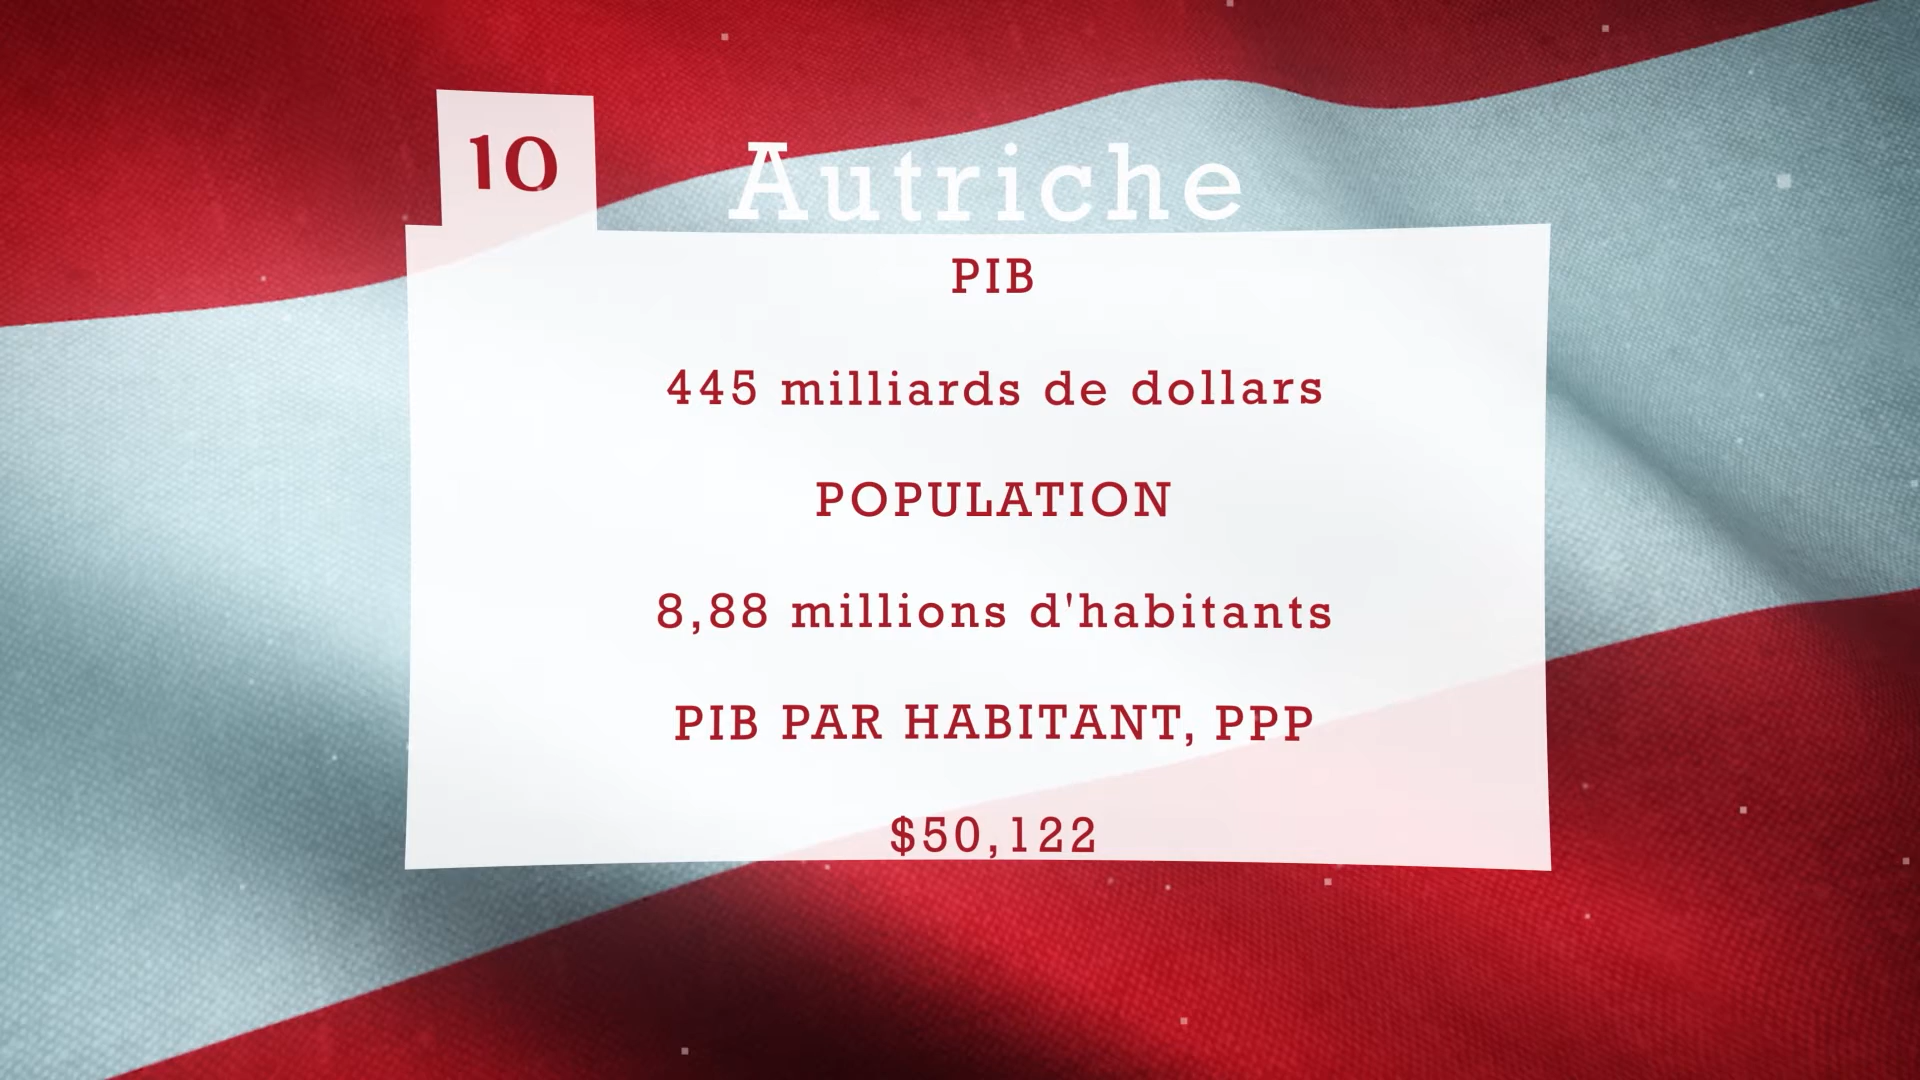 10
Autriche
PIB
445 milliards de dollars
POPULATION
8,88 millions d'habitants
PIB PAR HABITANT, PPP
$50,122